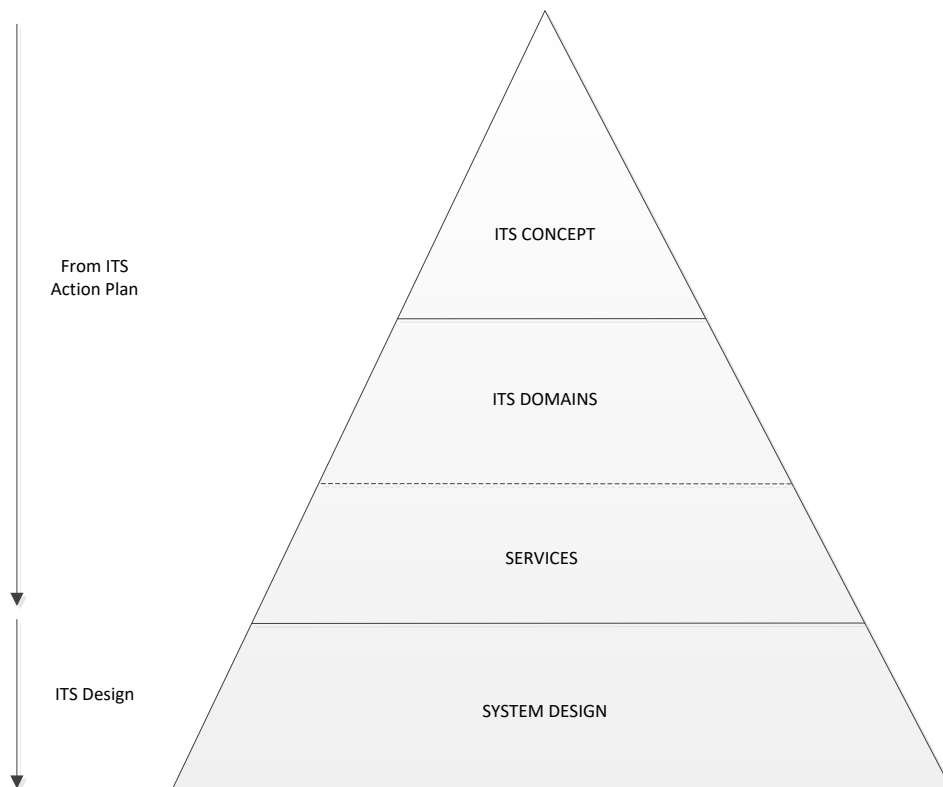 ITS CONCEPT
From ITS
Action Plan
ITS DOMAINS
SERVICES
ITS Design
SYSTEM DESIGN